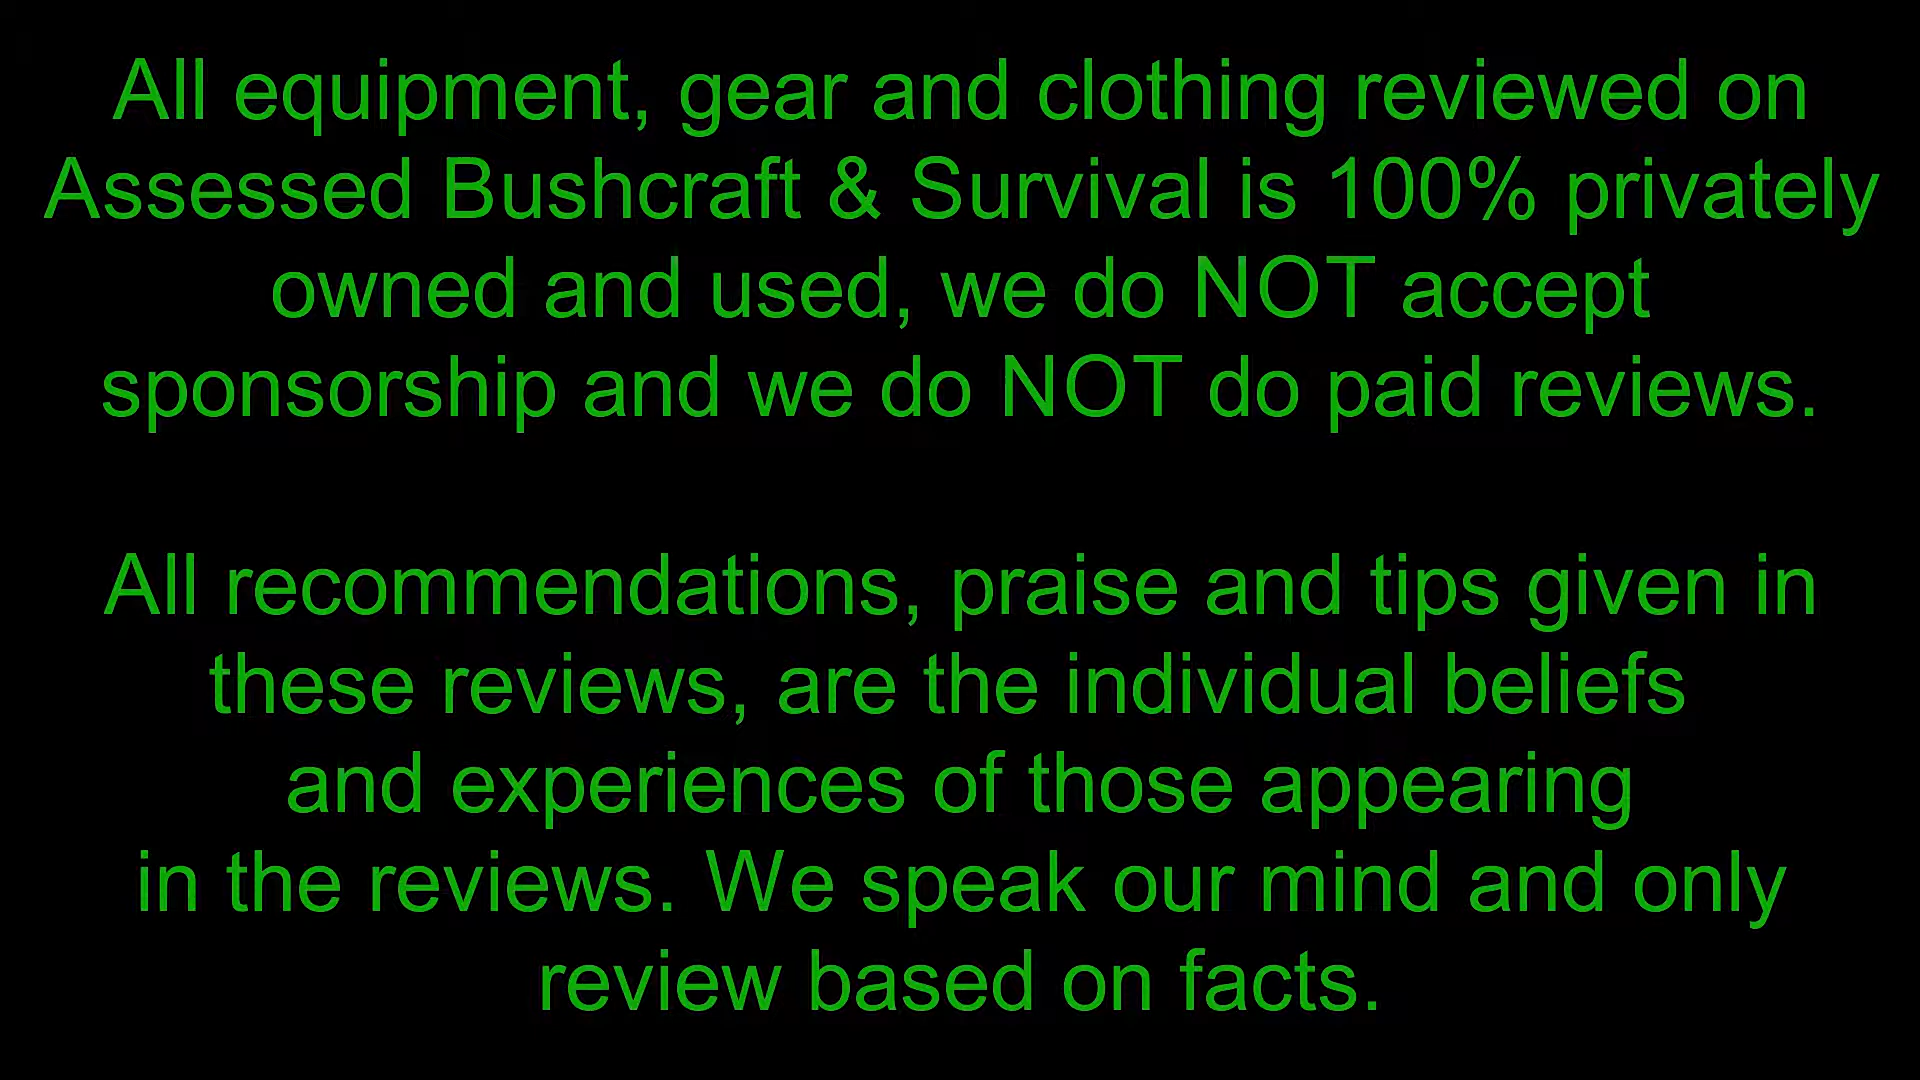 All equipment, gear and clothing reviewed on
Assessed Bushcraft & Survival is 100% privately
owned and used, we do NOT accept
sponsorship and we do NOT do paid reviews.
All recommendations, praise and tips given in
these reviews, are the individual beliefs
and experiences of those appearing
in the reviews. We speak our mind and only
review based on facts.